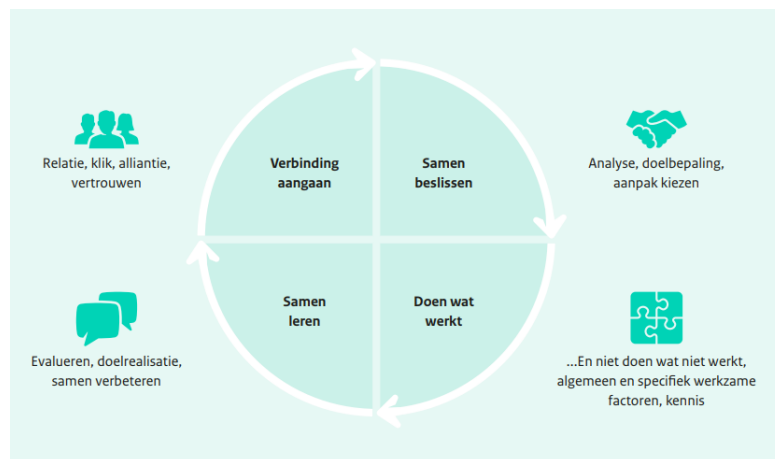 Relatie, klik, alliantie,
vertrouwen
Verbinding
aangaan
Samen
beslissen
Analyse, doelbepaling,
aanpak kiezen
Evalueren, doelrealisatie,
samen verbeteren
Samen
leren
Doen wat
werkt
...En niet doen wat niet werkt,
algemeen en specifiek werkzame
factoren, kennis